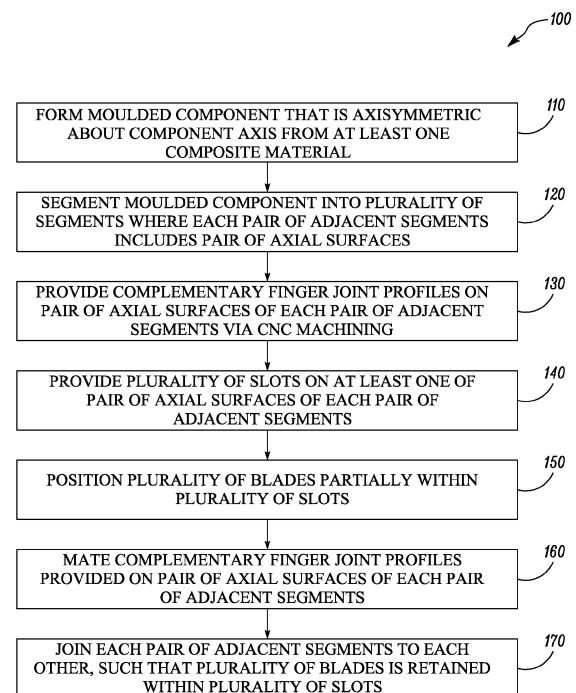 100
FORM MOULDED COMPONENT THAT IS AXISYMMETRIC
ABOUT COMPONENT AXIS FROM AT LEAST ONE
COMPOSITE MATERIAL
110
SEGMENT MOULDED COMPONENT INTO PLURALITY OF
SEGMENTS WHERE EACH PAIR OF ADJACENT SEGMENTS
INCLUDES PAIR OF AXIAL SURFACES
120
PROVIDE COMPLEMENTARY FINGER JOINT PROFILES ON
PAIR OF AXIAL SURFACES OF EACH PAIR OF ADJACENT
SEGMENTS VIA CNC MACHINING
130
PROVIDE PLURALITY OF SLOTS ON AT LEAST ONE OF
PAIR OF AXIAL SURFACES OF EACH PAIR OF
ADJACENT SEGMENTS
140
POSITION PLURALITY OF BLADES PARTIALLY WITHIN
PLURALITY OF SLOTS
150
MATE COMPLEMENTARY FINGER JOINT PROFILES
PROVIDED ON PAIR OF AXIAL SURFACES OF EACH PAIR
OF ADJACENT SEGMENTS
160
JOIN EACH PAIR OF ADJACENT SEGMENTS TO EACH
OTHER, SUCH THAT PLURALITY OF BLADES IS RETAINED
WITHIN PLURALITY OF SLOTS
170